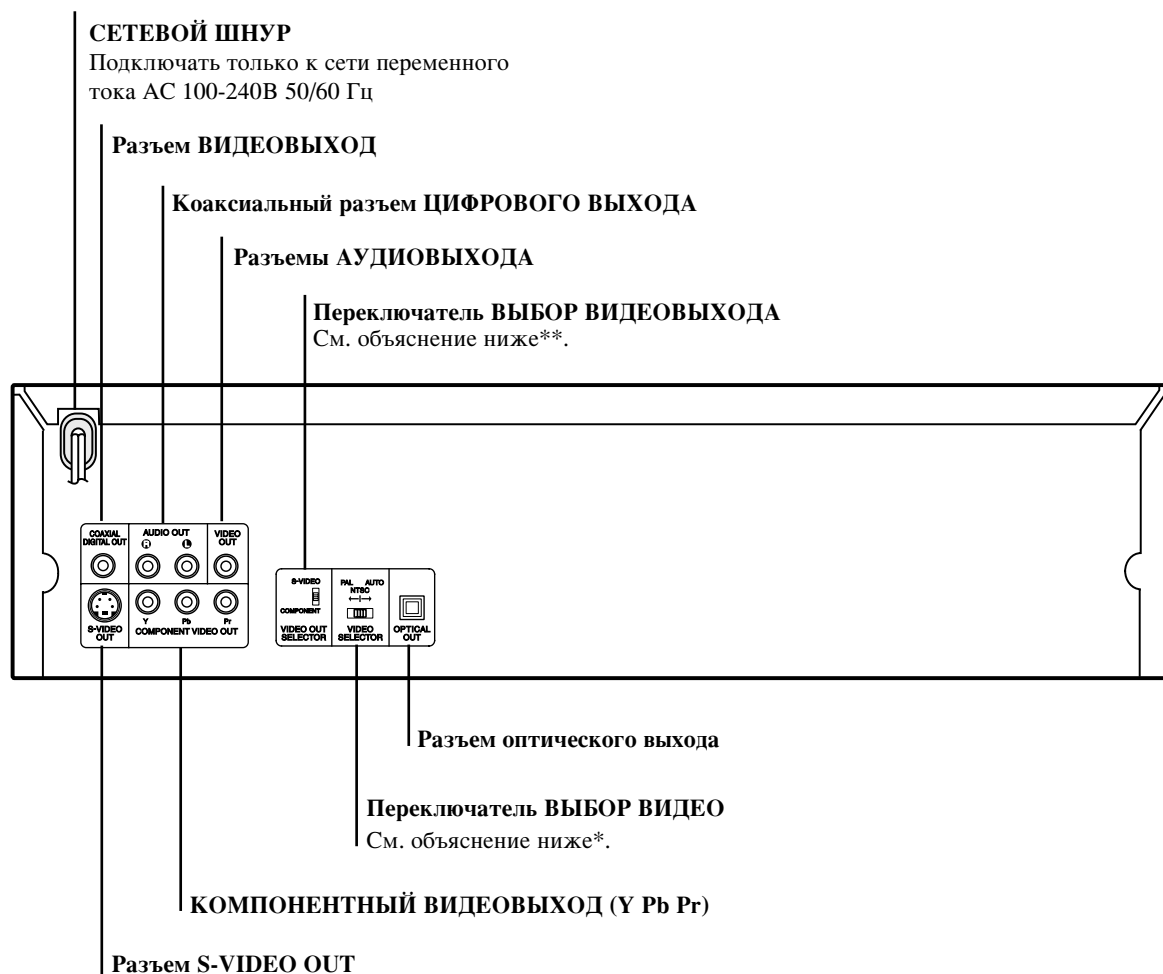 СЕТЕВОЙ ШНУР
Подключать только к сети переменного
тока АС 100-240В 50/60 Гц
Разъем ВИДЕОВЫХОД
Коаксиальный разъем ЦИФРОВОГО ВЫХОДА
Разъемы АУДИОВЫХОДА
Переключатель ВЫБОР ВИДЕОВЫХОДА
См. объяснение ниже**.
COAXIAL
DIGITAL OUT
AUDIO OUT
R L
VIDEO
OUT
S-VIDEO
OUT
Y Pb Pr
COMPONENT VIDEO OUT
S-VIDEO
COMPONENT
VIDEO OUT
SELECTOR
PAL AUTO
NTSC
VIDEO
SELECTOR
OPTICAL
OUT
Разъем оптического выхода
Переключатель ВЫБОР ВИДЕО
См. объяснение ниже*.
КОМПОНЕНТНЫЙ ВИДЕОВЫХОД (Y Pb Pr)
Разъем S-VIDEO OUT